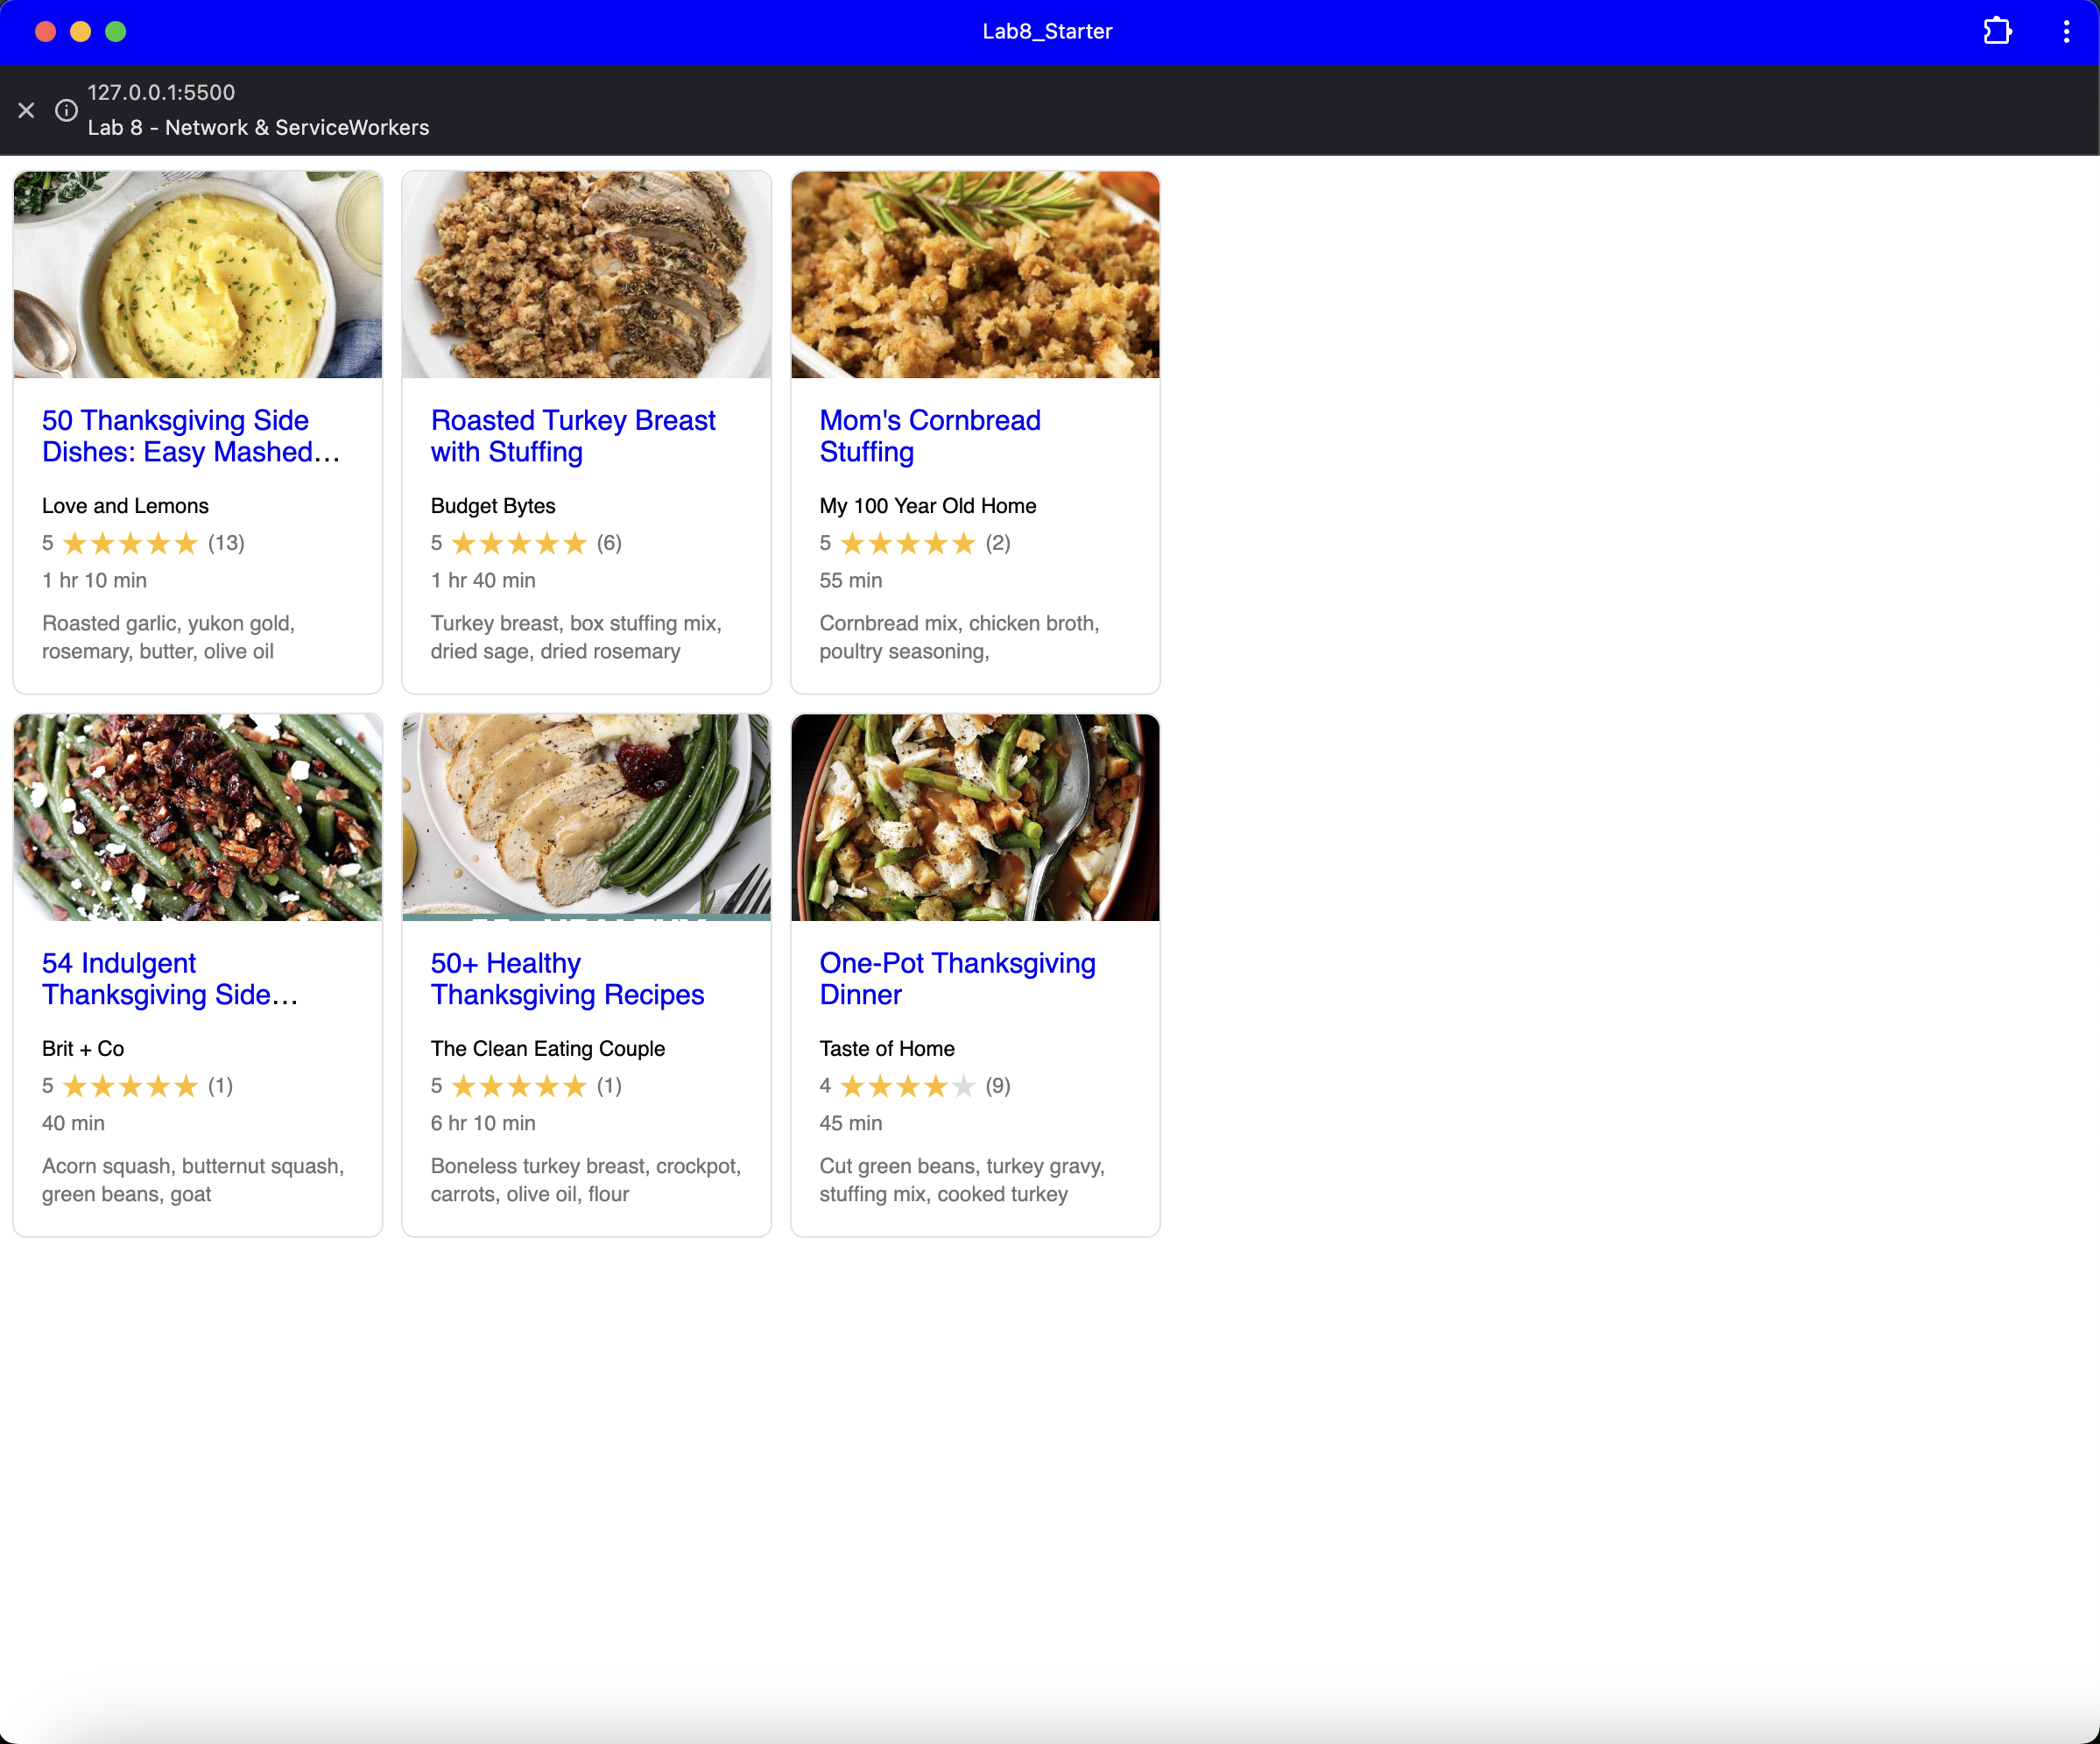 Lab8_Starter
127.0.0.1:5500
Lab 8 - Network & ServiceWorkers
50 Thanksgiving Side
Dishes: Easy Mashed...
Love and Lemons
5 ★★★★★ (13)
1 hr 10 min
Roasted garlic, yukon gold,
rosemary, butter, olive oil
Roasted Turkey Breast
with Stuffing
Budget Bytes
5 ★★★★★ (6)
1 hr 40 min
Turkey breast, box stuffing mix,
dried sage, dried rosemary
Mom's Cornbread
Stuffing
My 100 Year Old Home
5 ★★★★★ (2)
55 min
Cornbread mix, chicken broth,
poultry seasoning,
54 Indulgent
Thanksgiving Side...
Brit + Co
5 ★★★★★ (1)
40 min
Acorn squash, butternut squash,
green beans, goat
50+ Healthy
Thanksgiving Recipes
The Clean Eating Couple
5 ★★★★★ (1)
6 hr 10 min
Boneless turkey breast, crockpot,
carrots, olive oil, flour
One-Pot Thanksgiving
Dinner
Taste of Home
4 ★★★★★ (9)
45 min
Cut green beans, turkey gravy,
stuffing mix, cooked turkey